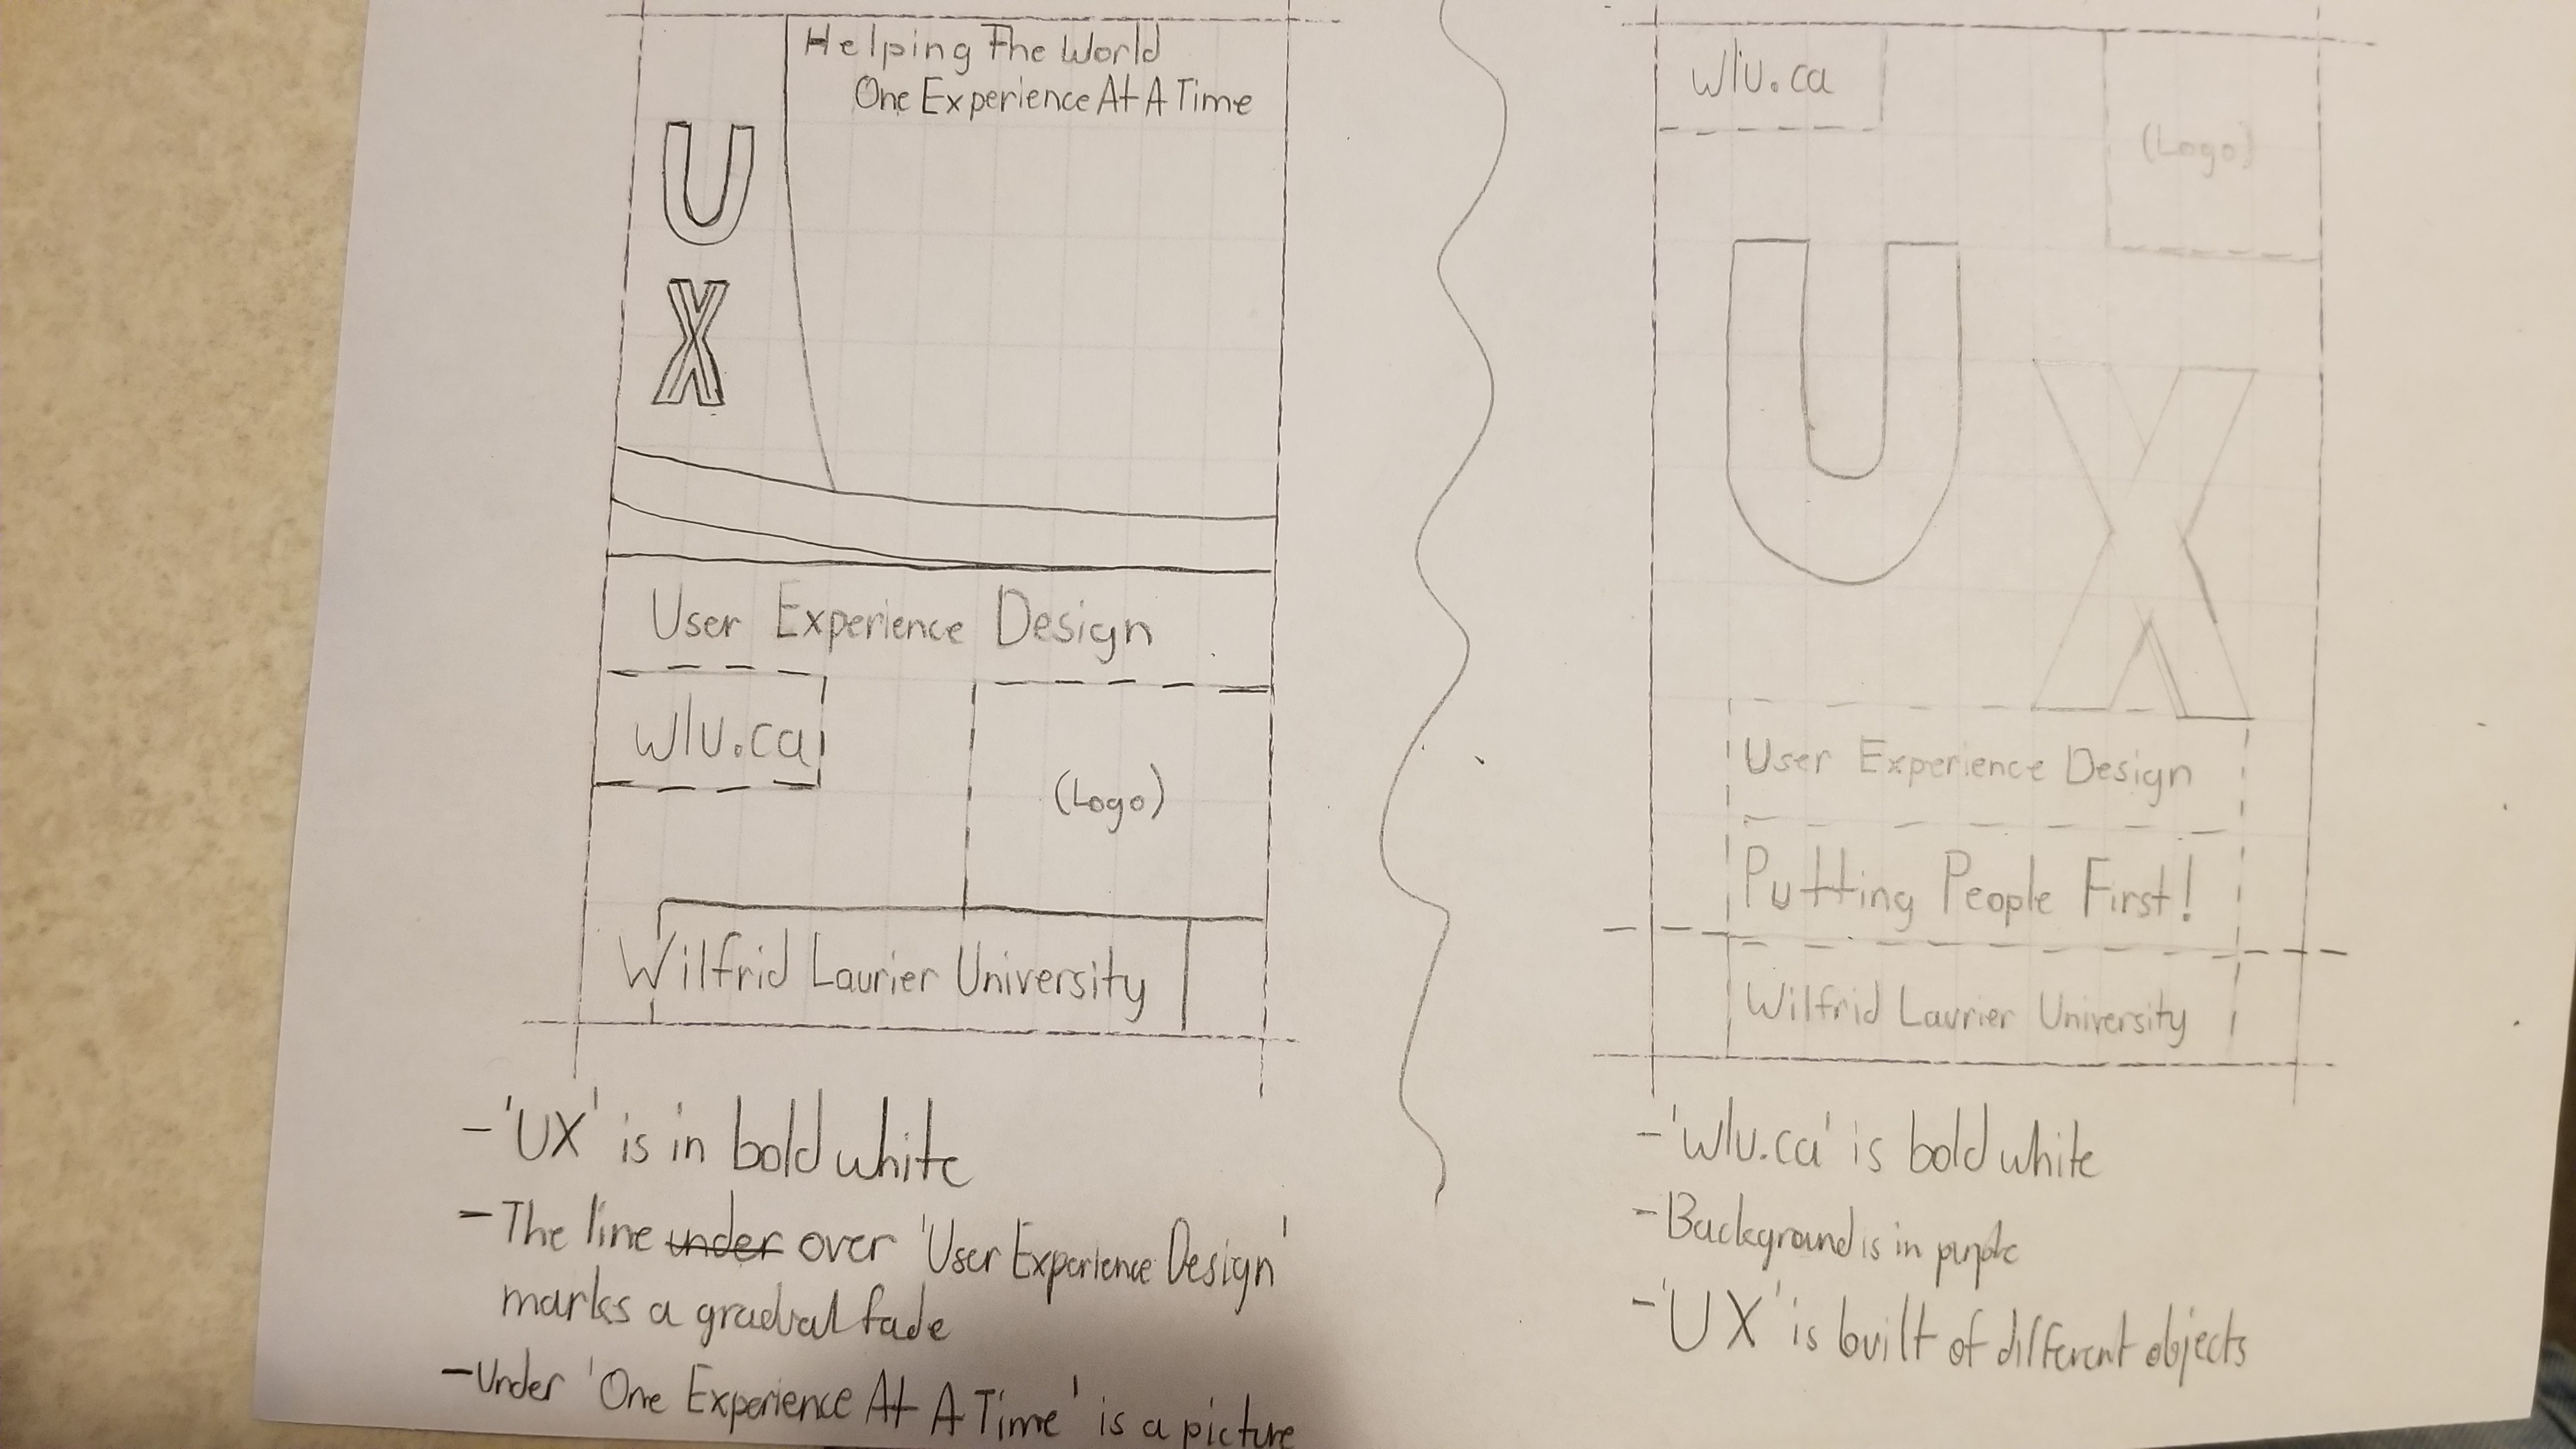 Helping The World
One Experience At A Time
U
X
User Experience Design
wlu.ca
(Logo)
Wilfrid Laurier University
- 'UX' is in bold white
- The line under over 'User Experience Design'
marks a gradual fade
- Under 'One Experience At A Time' is a picture
wlu.ca
(Logo)
U
X
User Experience Design
Putting People First!
Wilfrid Laurier University
- 'wlu.ca' is bold white
- Background is in purple
- 'UX' is built of different objects